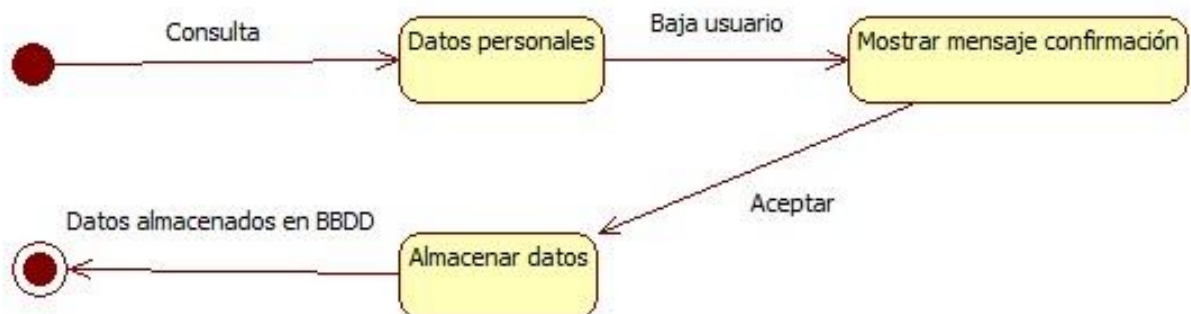 Consulta
Datos personales
Baja usuario
Mostrar mensaje confirmación
Aceptar
Datos almacenados en BBDD
Almacenar datos